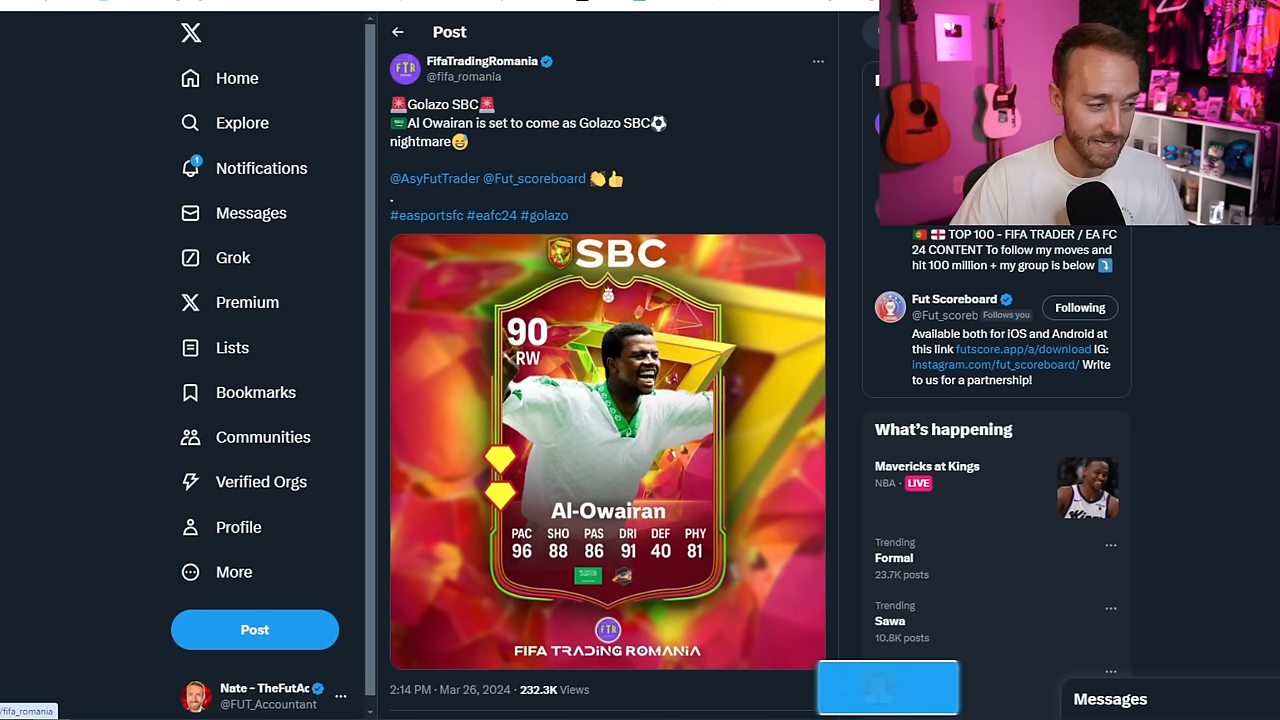 Home
Explore
1
Notifications
Messages
Grok
Premium
Lists
Bookmarks
Communities
Verified Orgs
Profile
More
Post
Nate - TheFutAc
@FUT_Accountant
/fifa_romania
Post
FTR
FifaTradingRomania
@fifa_romania
🚨Golazo SBC🚨
🇸🇦Al Owairan is set to come as Golazo SBC⚽
nightmare😅
@AsyFutTrader @Fut_scoreboard 👏👍
.
#easportsfc #eafc24 #golazo
SBC
90
RW
Al-Owairan
PAC SHO PAS DRI DEF PHY
96 88 86 91 40 81
FTR
FIFA TRADING ROMANIA
2:14 PM · Mar 26, 2024 · 232.3K Views
🇵🇹 🏴󠁧󠁢󠁥󠁮󠁧󠁿 TOP 100 - FIFA TRADER / EA FC
24 CONTENT To follow my moves and
hit 100 million + my group is below ⤵️
Fut Scoreboard
@Fut_scoreb Follows you
Following
Available both for iOS and Android at
this link futscore.app/a/download IG:
instagram.com/fut_scoreboard/ Write
to us for a partnership!
What's happening
Mavericks at Kings
NBA · LIVE
Trending
Formal
23.7K posts
Trending
Sawa
10.8K posts
Messages